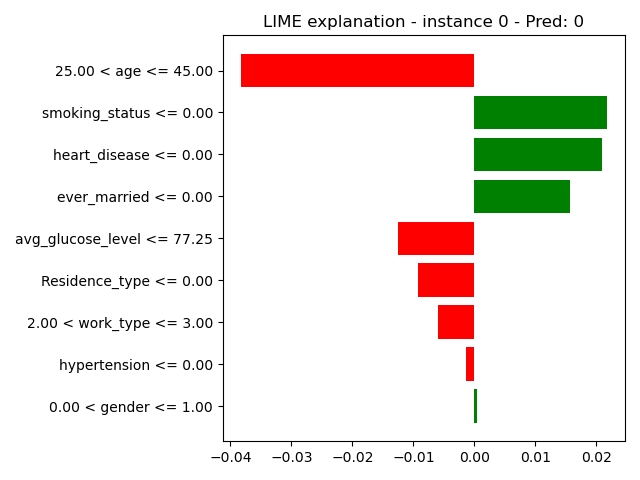 LIME explanation - instance 0 - Pred: 0
25.00 < age <= 45.00
smoking_status <= 0.00
heart_disease <= 0.00
ever_married <= 0.00
avg_glucose_level <= 77.25
Residence_type <= 0.00
2.00 < work_type <= 3.00
hypertension <= 0.00
0.00 < gender <= 1.00
−0.04 −0.03 −0.02 −0.01 0.00 0.01 0.02